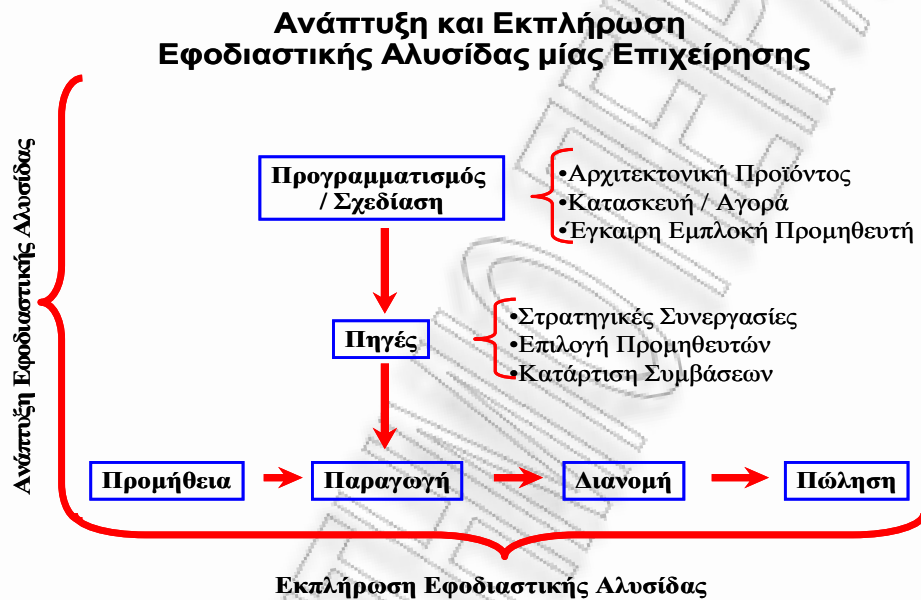 Ανάπτυξη και Εκπλήρωση
Εφοδιαστικής Αλυσίδας μίας Επιχείρησης
Ανάπτυξη Εφοδιαστικής Αλυσίδας
Προγραμματισμός
/ Σχεδίαση
•Αρχιτεκτονική Προϊόντος
•Κατασκευή / Αγορά
•Έγκαιρη Εμπλοκή Προμηθευτή
Πηγές
•Στρατηγικές Συνεργασίες
•Επιλογή Προμηθευτών
•Κατάρτιση Συμβάσεων
Προμήθεια
Παραγωγή
Διανομή
Πώληση
Εκπλήρωση Εφοδιαστικής Αλυσίδας